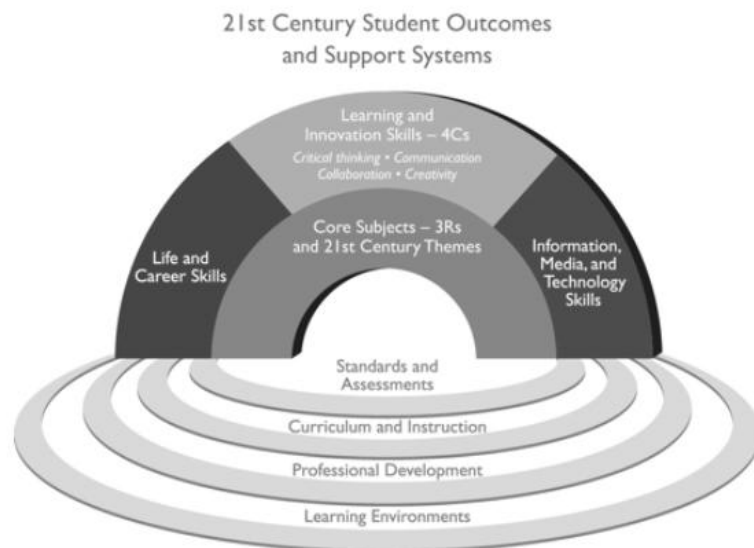 21st Century Student Outcomes
and Support Systems
Learning and
Innovation Skills – 4Cs
Critical thinking • Communication
Collaboration • Creativity
Core Subjects – 3Rs
and 21st Century Themes
Life and
Career Skills
Information,
Media, and
Technology
Skills
Standards and
Assessments
Curriculum and Instruction
Professional Development
Learning Environments